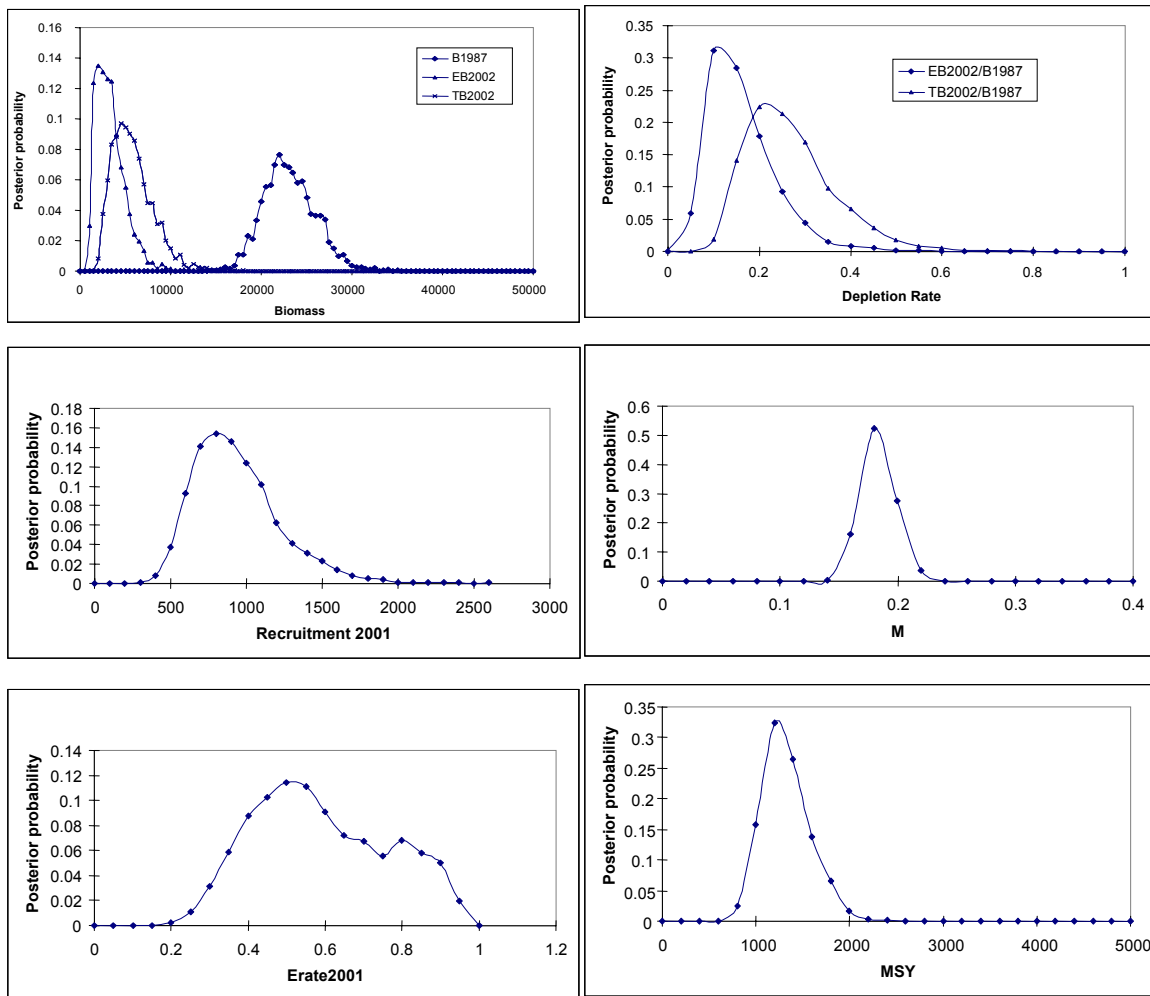 0.16
0.14
0.12
0.1
0.08
0.06
0.04
0.02
0
Posterior probability
B1987
EB2002
TB2002
0 10000 20000 30000 40000 50000
Biomass
0.35
0.3
0.25
0.2
0.15
0.1
0.05
0
Posterior probability
EB2002/B1987
TB2002/B1987
0 0.2 0.4 0.6 0.8 1
Depletion Rate
0.18
0.16
0.14
0.12
0.1
0.08
0.06
0.04
0.02
0
Posterior probability
0 500 1000 1500 2000 2500 3000
Recruitment 2001
0.6
0.5
0.4
0.3
0.2
0.1
0
Posterior probability
0 0.1 0.2 0.3 0.4
M
0.14
0.12
0.1
0.08
0.06
0.04
0.02
0
Posterior probability
0 0.2 0.4 0.6 0.8 1 1.2
Erate2001
0.35
0.3
0.25
0.2
0.15
0.1
0.05
0
Posterior probability
0 1000 2000 3000 4000 5000
MSY